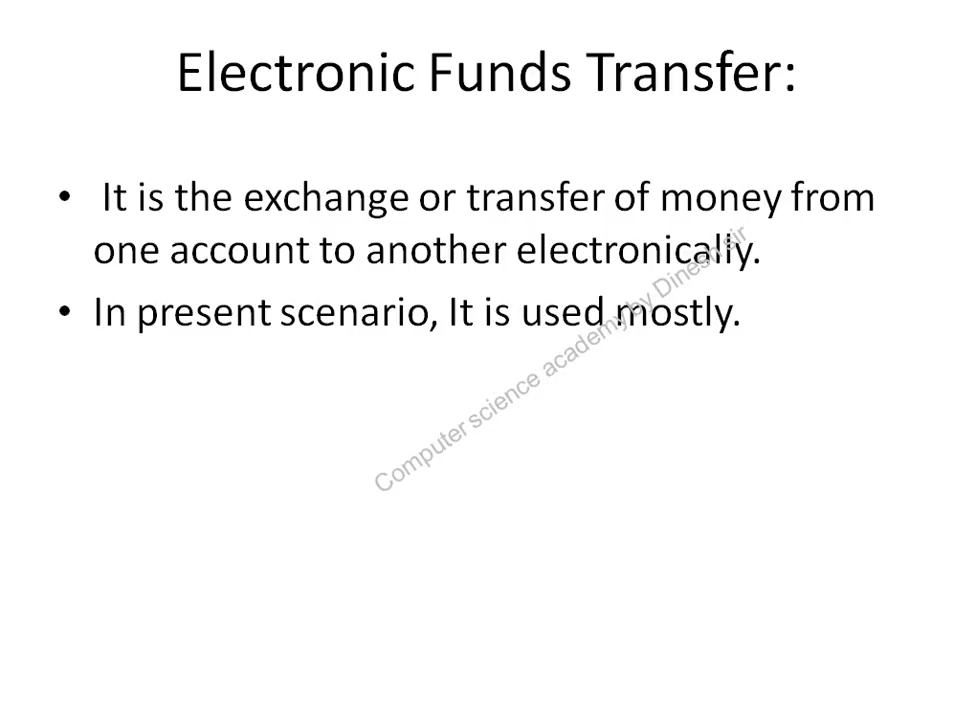 Electronic Funds Transfer:
• It is the exchange or transfer of money from
one account to another electronically.
• In present scenario, It is used mostly.
Computer science academy by Dinesh sir